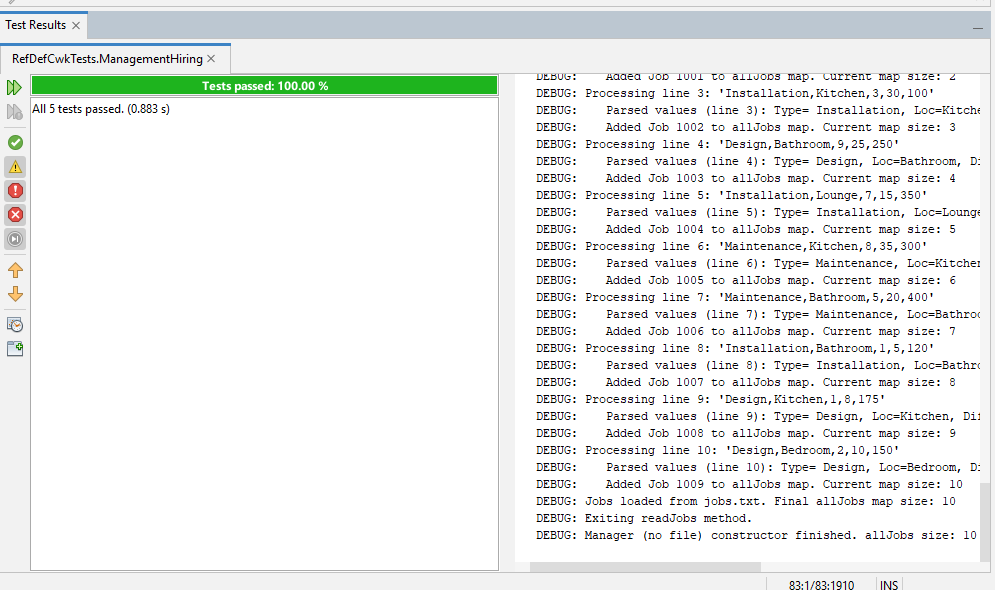 Test Results
RefDefCwkTests.ManagementHiring
Tests passed: 100.00 %
All 5 tests passed. (0.883 s)
DEBUG:    Added Job 1001 to allJobs map. Current map size: 2
DEBUG: Processing line 3: 'Installation,Kitchen,3,30,100'
DEBUG:    Parsed values (line 3): Type= Installation, Loc=Kitche
DEBUG:    Added Job 1002 to allJobs map. Current map size: 3
DEBUG: Processing line 4: 'Design,Bathroom,9,25,250'
DEBUG:    Parsed values (line 4): Type= Design, Loc=Bathroom, Di
DEBUG:    Added Job 1003 to allJobs map. Current map size: 4
DEBUG: Processing line 5: 'Installation,Lounge,7,15,350'
DEBUG:    Parsed values (line 5): Type= Installation, Loc=Lounge
DEBUG:    Added Job 1004 to allJobs map. Current map size: 5
DEBUG: Processing line 6: 'Maintenance,Kitchen,8,35,300'
DEBUG:    Parsed values (line 6): Type= Maintenance, Loc=Kitchen
DEBUG:    Added Job 1005 to allJobs map. Current map size: 6
DEBUG: Processing line 7: 'Maintenance,Bathroom,5,20,400'
DEBUG:    Parsed values (line 7): Type= Maintenance, Loc=Bathroo
DEBUG:    Added Job 1006 to allJobs map. Current map size: 7
DEBUG: Processing line 8: 'Installation,Bathroom,1,5,120'
DEBUG:    Parsed values (line 8): Type= Installation, Loc=Bathro
DEBUG:    Added Job 1007 to allJobs map. Current map size: 8
DEBUG: Processing line 9: 'Design,Kitchen,1,8,175'
DEBUG:    Parsed values (line 9): Type= Design, Loc=Kitchen, Dif
DEBUG:    Added Job 1008 to allJobs map. Current map size: 9
DEBUG: Processing line 10: 'Design,Bedroom,2,10,150'
DEBUG:    Parsed values (line 10): Type= Design, Loc=Bedroom, Di
DEBUG:    Added Job 1009 to allJobs map. Current map size: 10
DEBUG: Jobs loaded from jobs.txt. Final allJobs map size: 10
DEBUG: Exiting readJobs method.
DEBUG: Manager (no file) constructor finished. allJobs size: 10
83:1/83:1910 INS